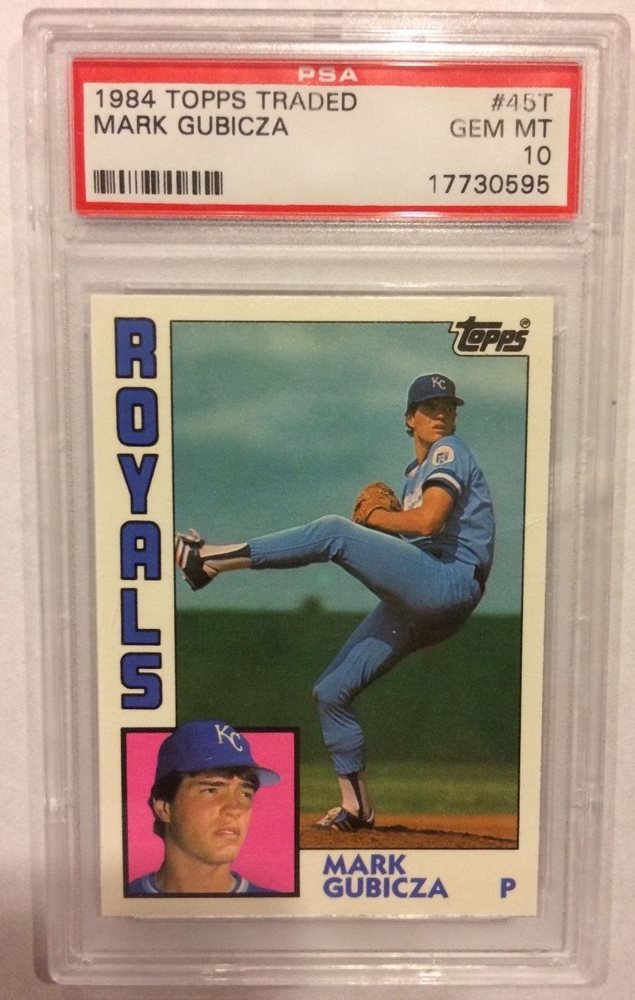 PSA
1984 TOPPS TRADED #45T
MARK GUBICZA GEM MT
10
17730595
ROYALS
Topps
KC
KC
MARK
GUBICZA P